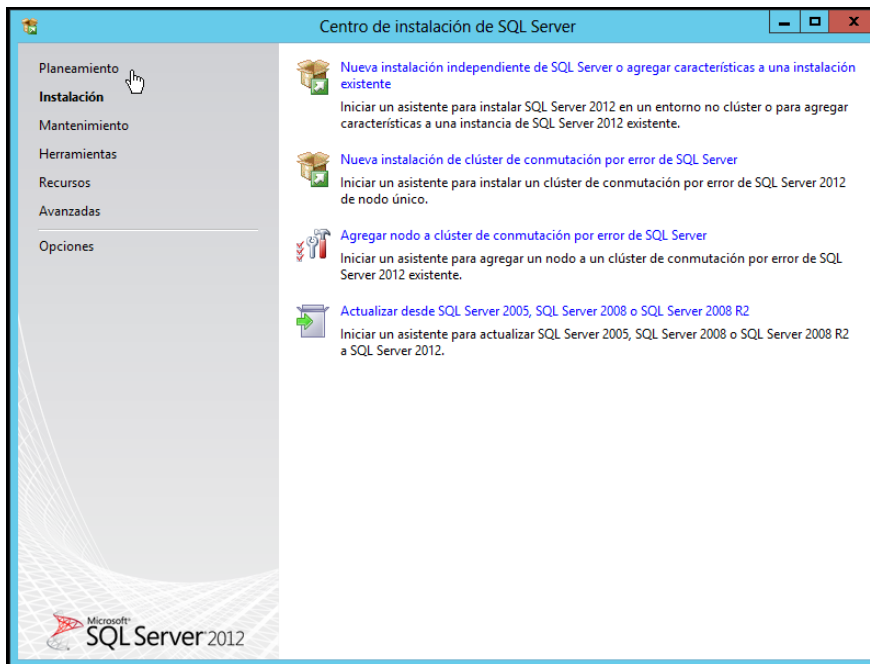 Centro de instalación de SQL Server
Planeamiento
Instalación
Mantenimiento
Herramientas
Recursos
Avanzadas
Opciones
Nueva instalación independiente de SQL Server o agregar características a una instalación
existente
Iniciar un asistente para instalar SQL Server 2012 en un entorno no clúster o para agregar
características a una instancia de SQL Server 2012 existente.
Nueva instalación de clúster de conmutación por error de SQL Server
Iniciar un asistente para instalar un clúster de conmutación por error de SQL Server 2012
de nodo único.
Agregar nodo a clúster de conmutación por error de SQL Server
Iniciar un asistente para agregar un nodo a un clúster de conmutación por error de SQL
Server 2012 existente.
Actualizar desde SQL Server 2005, SQL Server 2008 o SQL Server 2008 R2
Iniciar un asistente para actualizar SQL Server 2005, SQL Server 2008 o SQL Server 2008 R2
a SQL Server 2012.
Microsoft®
SQL Server 2012